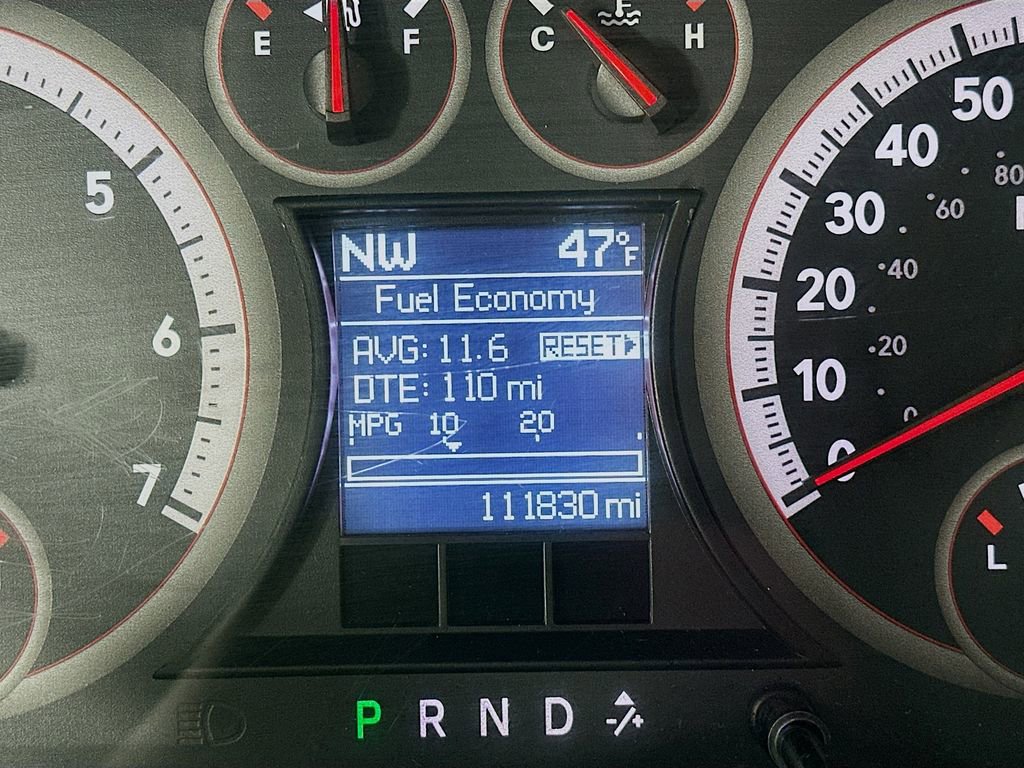 E F
C H
5
6
7
NW 47°F
Fuel Economy
AVG: 11.6 RESET
DTE: 110 mi
MPG 10 20
111830 mi
50
40
30
20
10
0
80
60
40
20
0
L
P R N D -/+